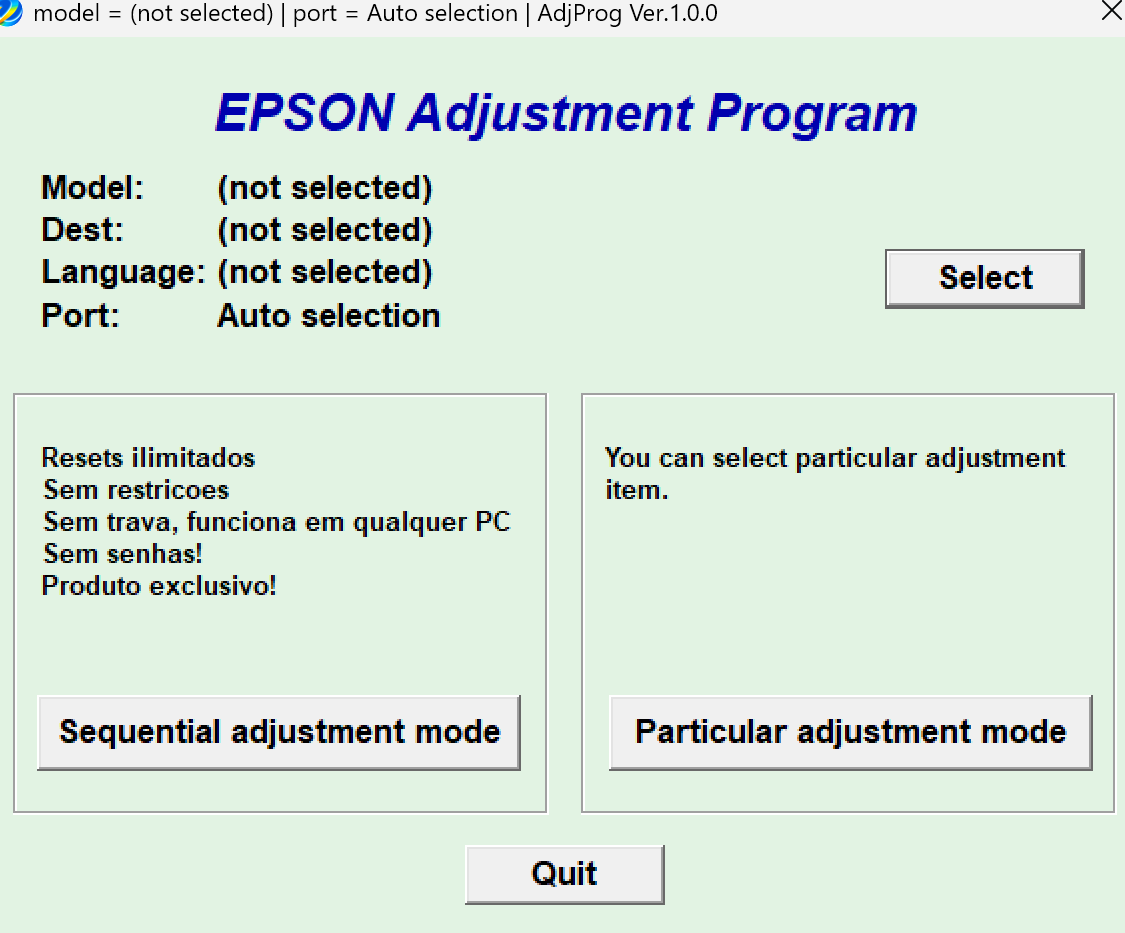 model = (not selected) | port = Auto selection | AdjProg Ver.1.0.0
EPSON Adjustment Program
Model: (not selected)
Dest: (not selected)
Language: (not selected)
Port: Auto selection
Select
Resets ilimitados
Sem restricoes
Sem trava, funciona em qualquer PC
Sem senhas!
Produto exclusivo!
Sequential adjustment mode
You can select particular adjustment
item.
Particular adjustment mode
Quit